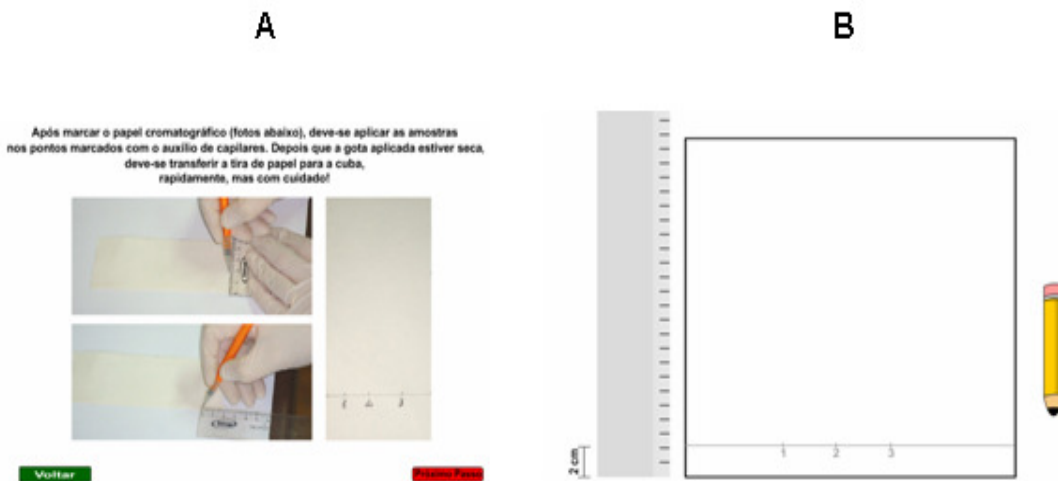 A
B
Após marcar o papel cromatográfico (fotos abaixo), deve-se aplicar as amostras
nos pontos marcados com o auxílio de capilares. Depois que a gota aplicada estiver seca,
deve-se transferir a tira de papel para a cuba,
rapidamente, mas com cuidado!
Voltar
Próximo Passo
2 cm
1 2 3